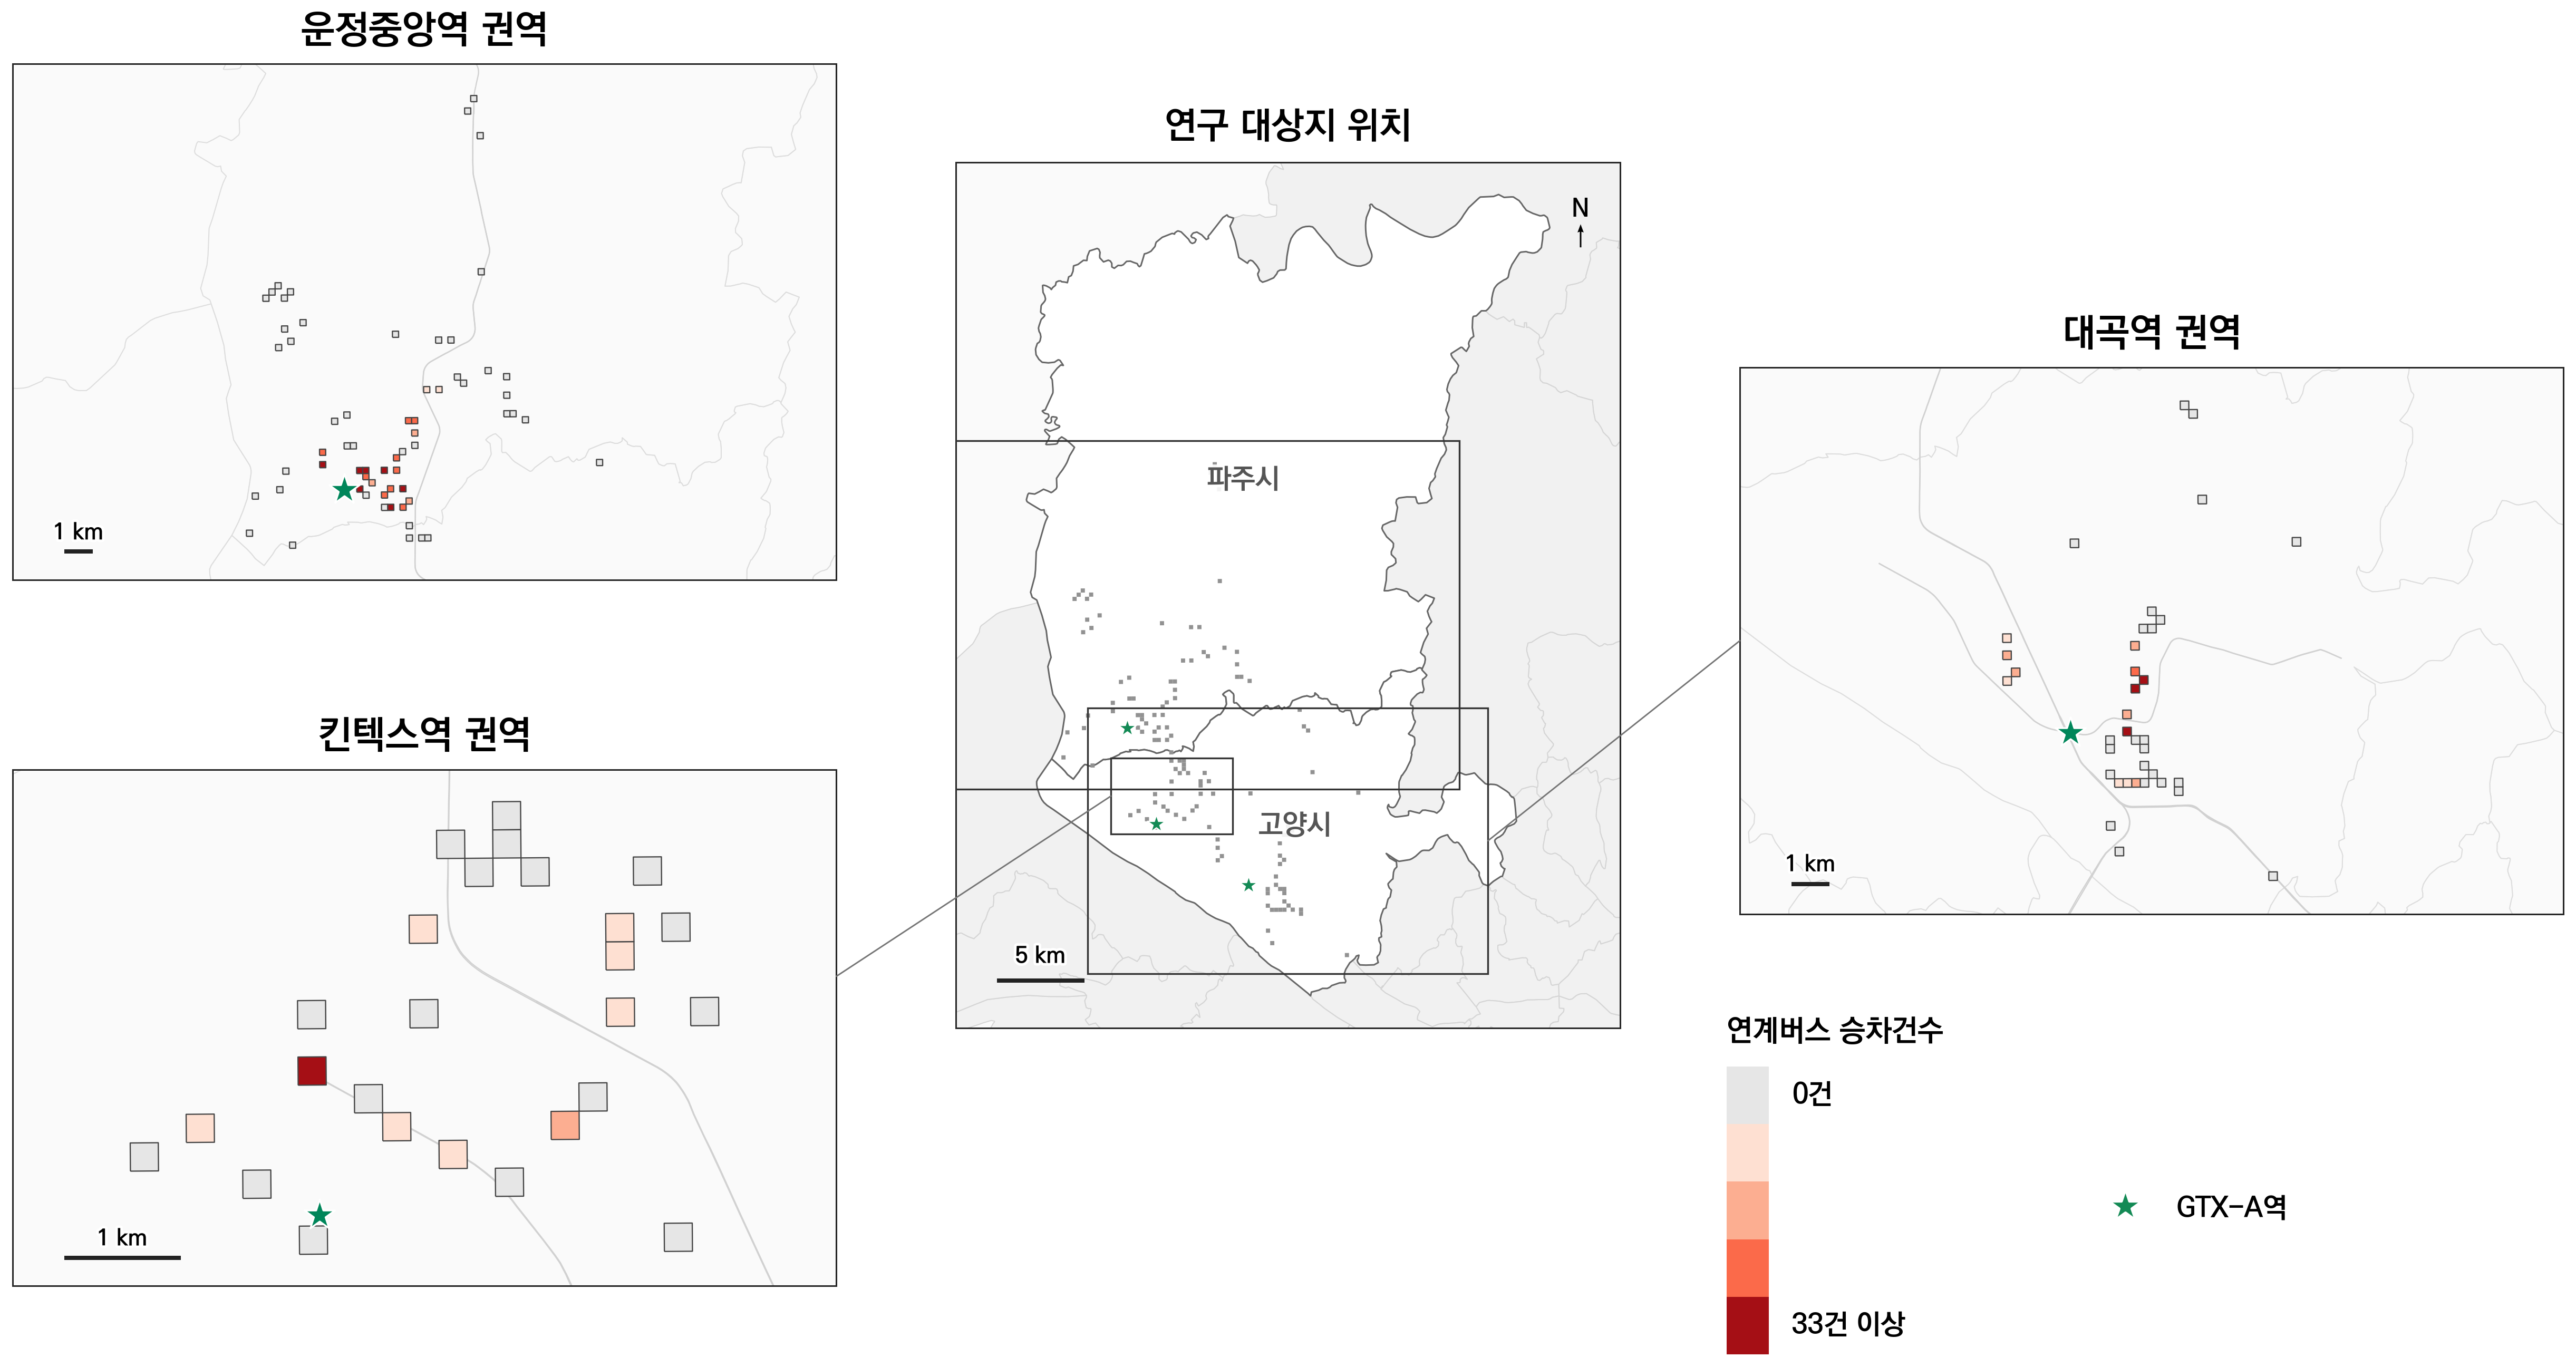 운정중앙역 권역
1 km
연구 대상지 위치
N
파주시
고양시
5 km
대곡역 권역
1 km
킨텍스역 권역
1 km
연계버스 승차건수
0건
33건 이상
GTX-A역